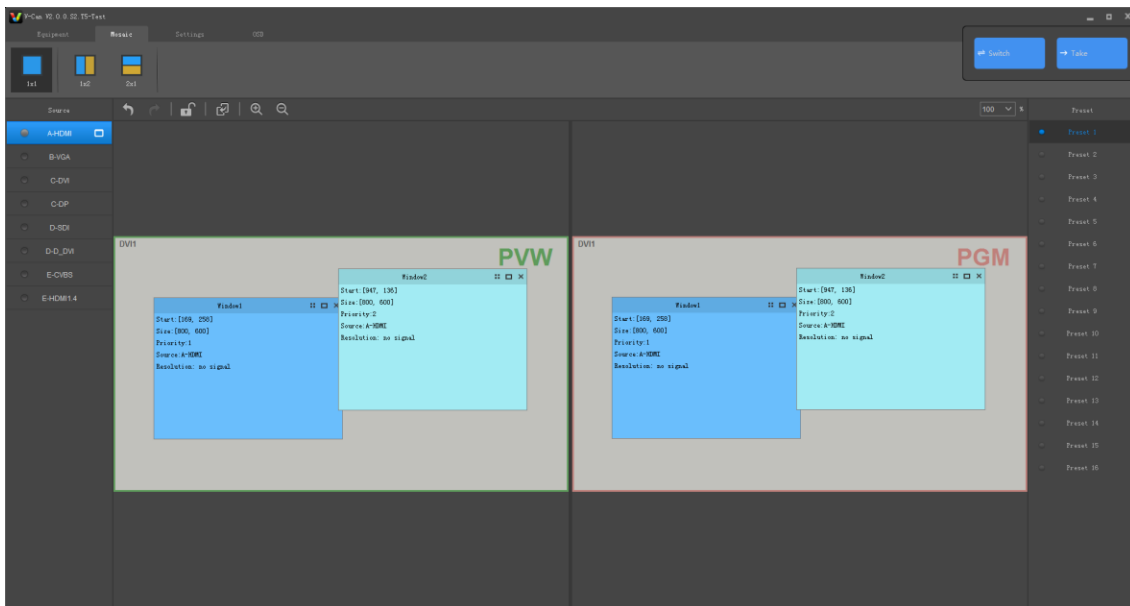 V-Can V2.0.0.S2.TS-Test
Equipment Mosaic Settings OSD
Switch Take
1x1 1x2 2x1
Source
100 %
Preset
A-HDMI
B-VGA
C-DVI
C-DP
D-SDI
D-D_DVI
E-CVBS
E-HDMI1.4
DVI1
PVW
Window2
Start:[947, 136]
Size:[800, 600]
Priority:2
Source:A-HDMI
Resolution: no signal
Window1
Start:[169, 258]
Size:[800, 600]
Priority:1
Source:A-HDMI
Resolution: no signal
DVI1
PGM
Window2
Start:[947, 136]
Size:[800, 600]
Priority:2
Source:A-HDMI
Resolution: no signal
Window1
Start:[169, 258]
Size:[800, 600]
Priority:1
Source:A-HDMI
Resolution: no signal
Preset 1
Preset 2
Preset 3
Preset 4
Preset 5
Preset 6
Preset 7
Preset 8
Preset 9
Preset 10
Preset 11
Preset 12
Preset 13
Preset 14
Preset 15
Preset 16